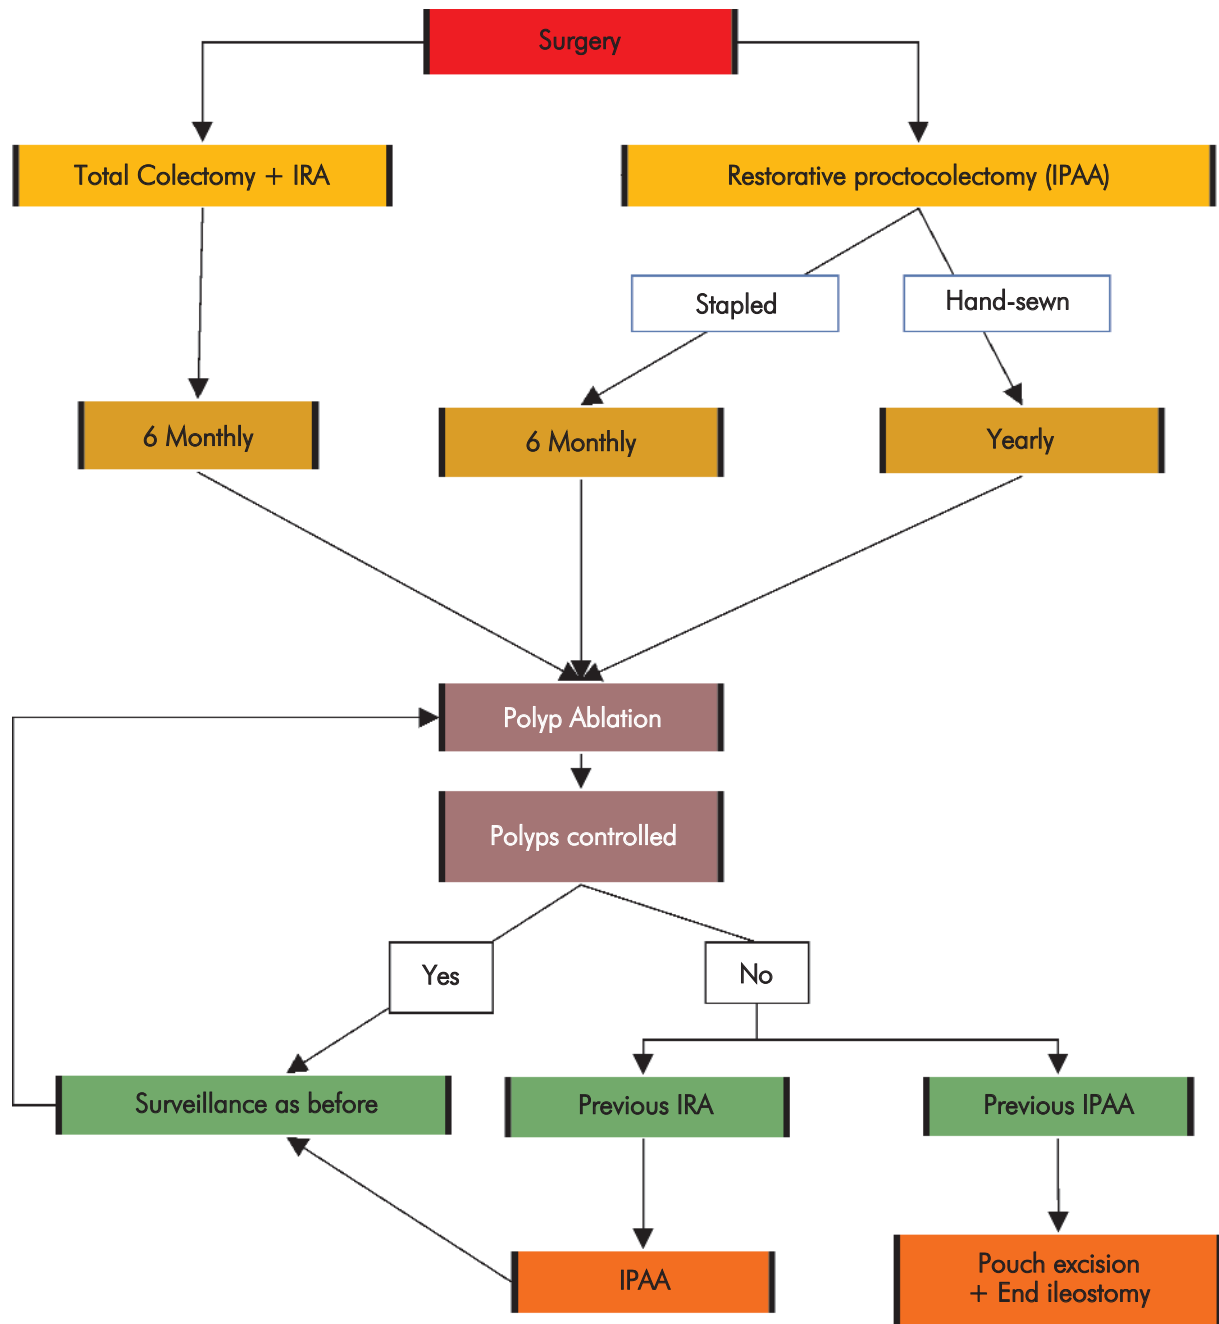 Surgery
Total Colectomy + IRA
Restorative proctocolectomy (IPAA)
Stapled
Hand-sewn
6 Monthly
6 Monthly
Yearly
Polyp Ablation
Polyps controlled
Yes
No
Surveillance as before
Previous IRA
Previous IPAA
IPAA
Pouch excision
+ End ileostomy